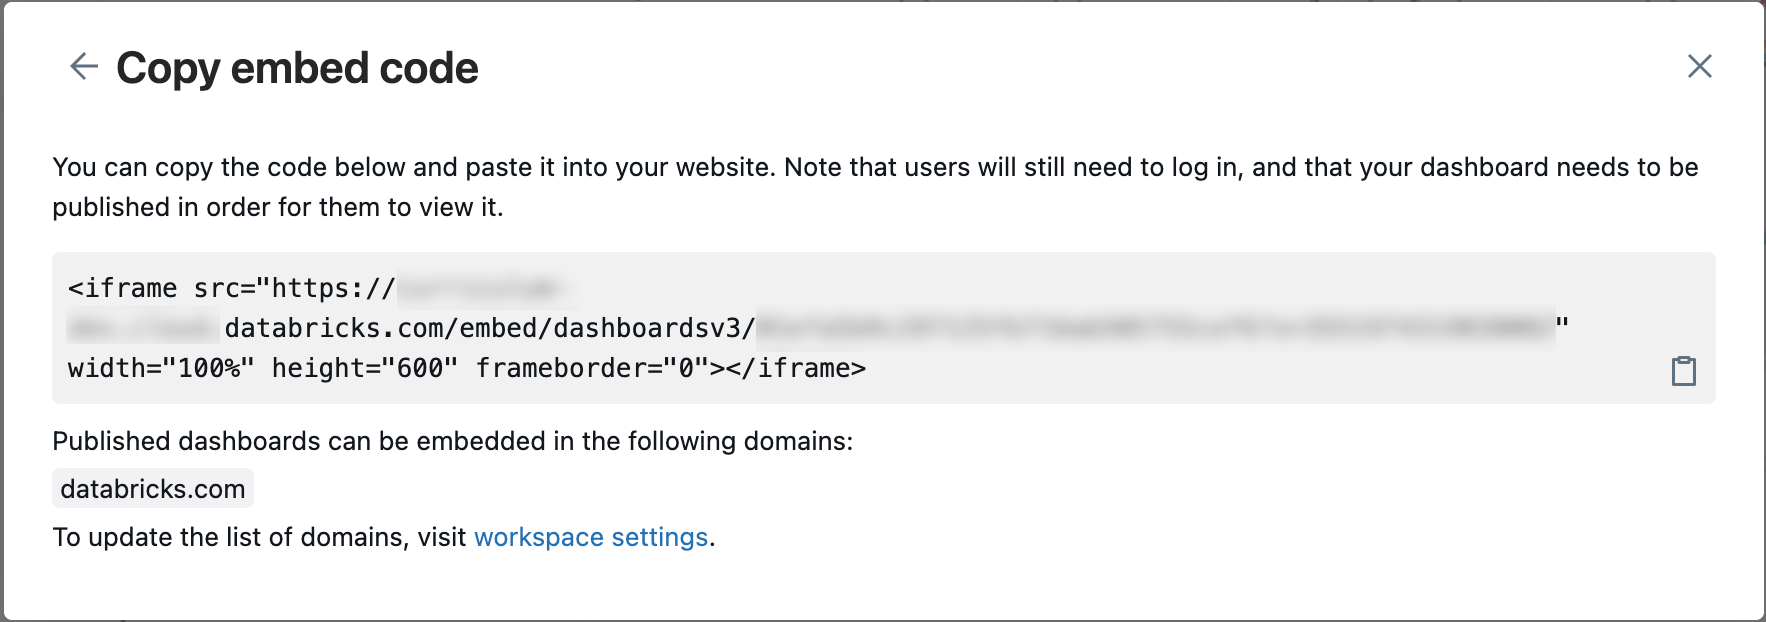 Copy embed code
You can copy the code below and paste it into your website. Note that users will still need to log in, and that your dashboard needs to be
published in order for them to view it.
<iframe src="https://
databricks.com/embed/dashboardsv3/"
width="100%" height="600" frameborder="0"></iframe>
Published dashboards can be embedded in the following domains:
databricks.com
To update the list of domains, visit workspace settings.